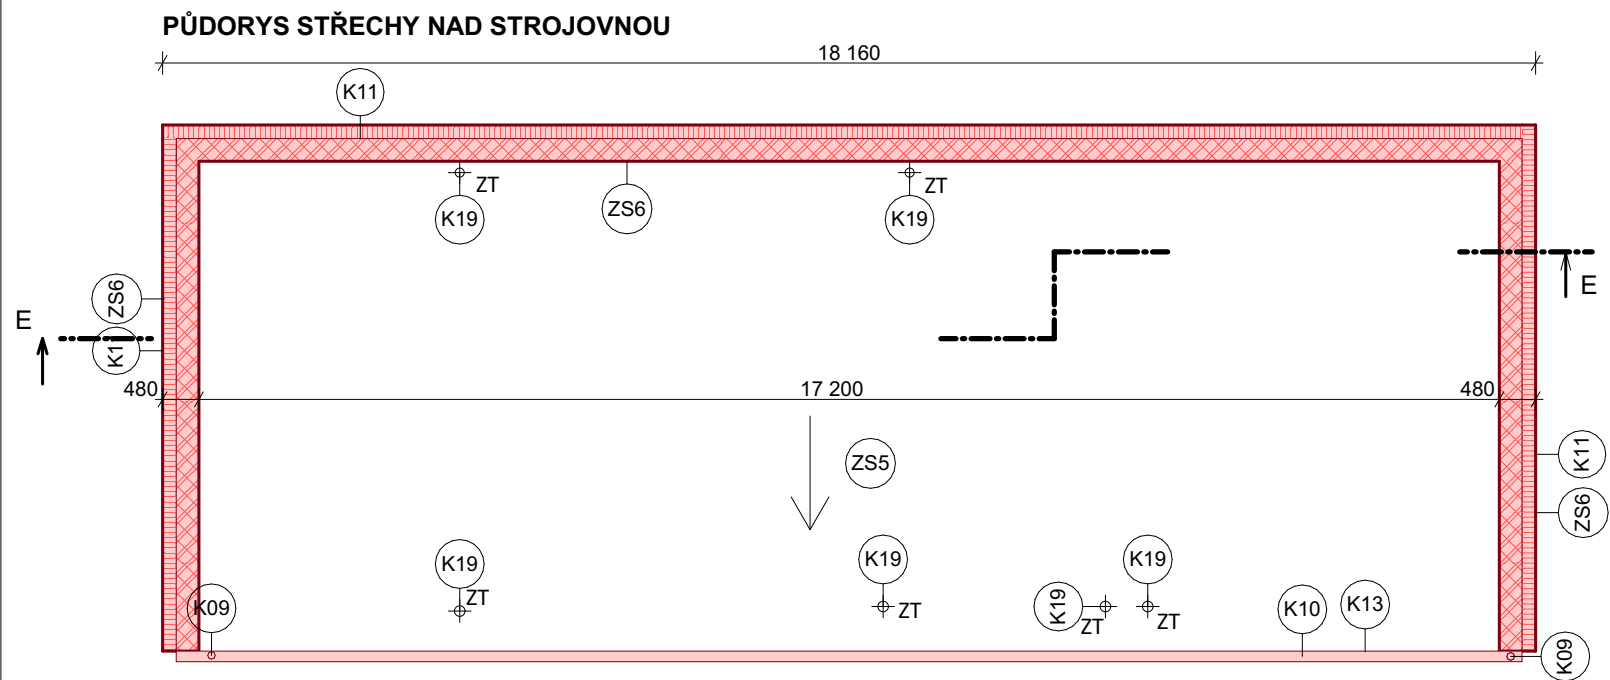 PŮDORYS STŘECHY NAD STROJOVNOU
18 160
K11
ZT
ZT
K19
ZS6
K19
ZS6
E
E
K1
480
17 200
480
K11
ZS5
ZS6
K19
K19
K19
K09
ZT
ZT
K19
ZT
ZT
K10
K13
K09